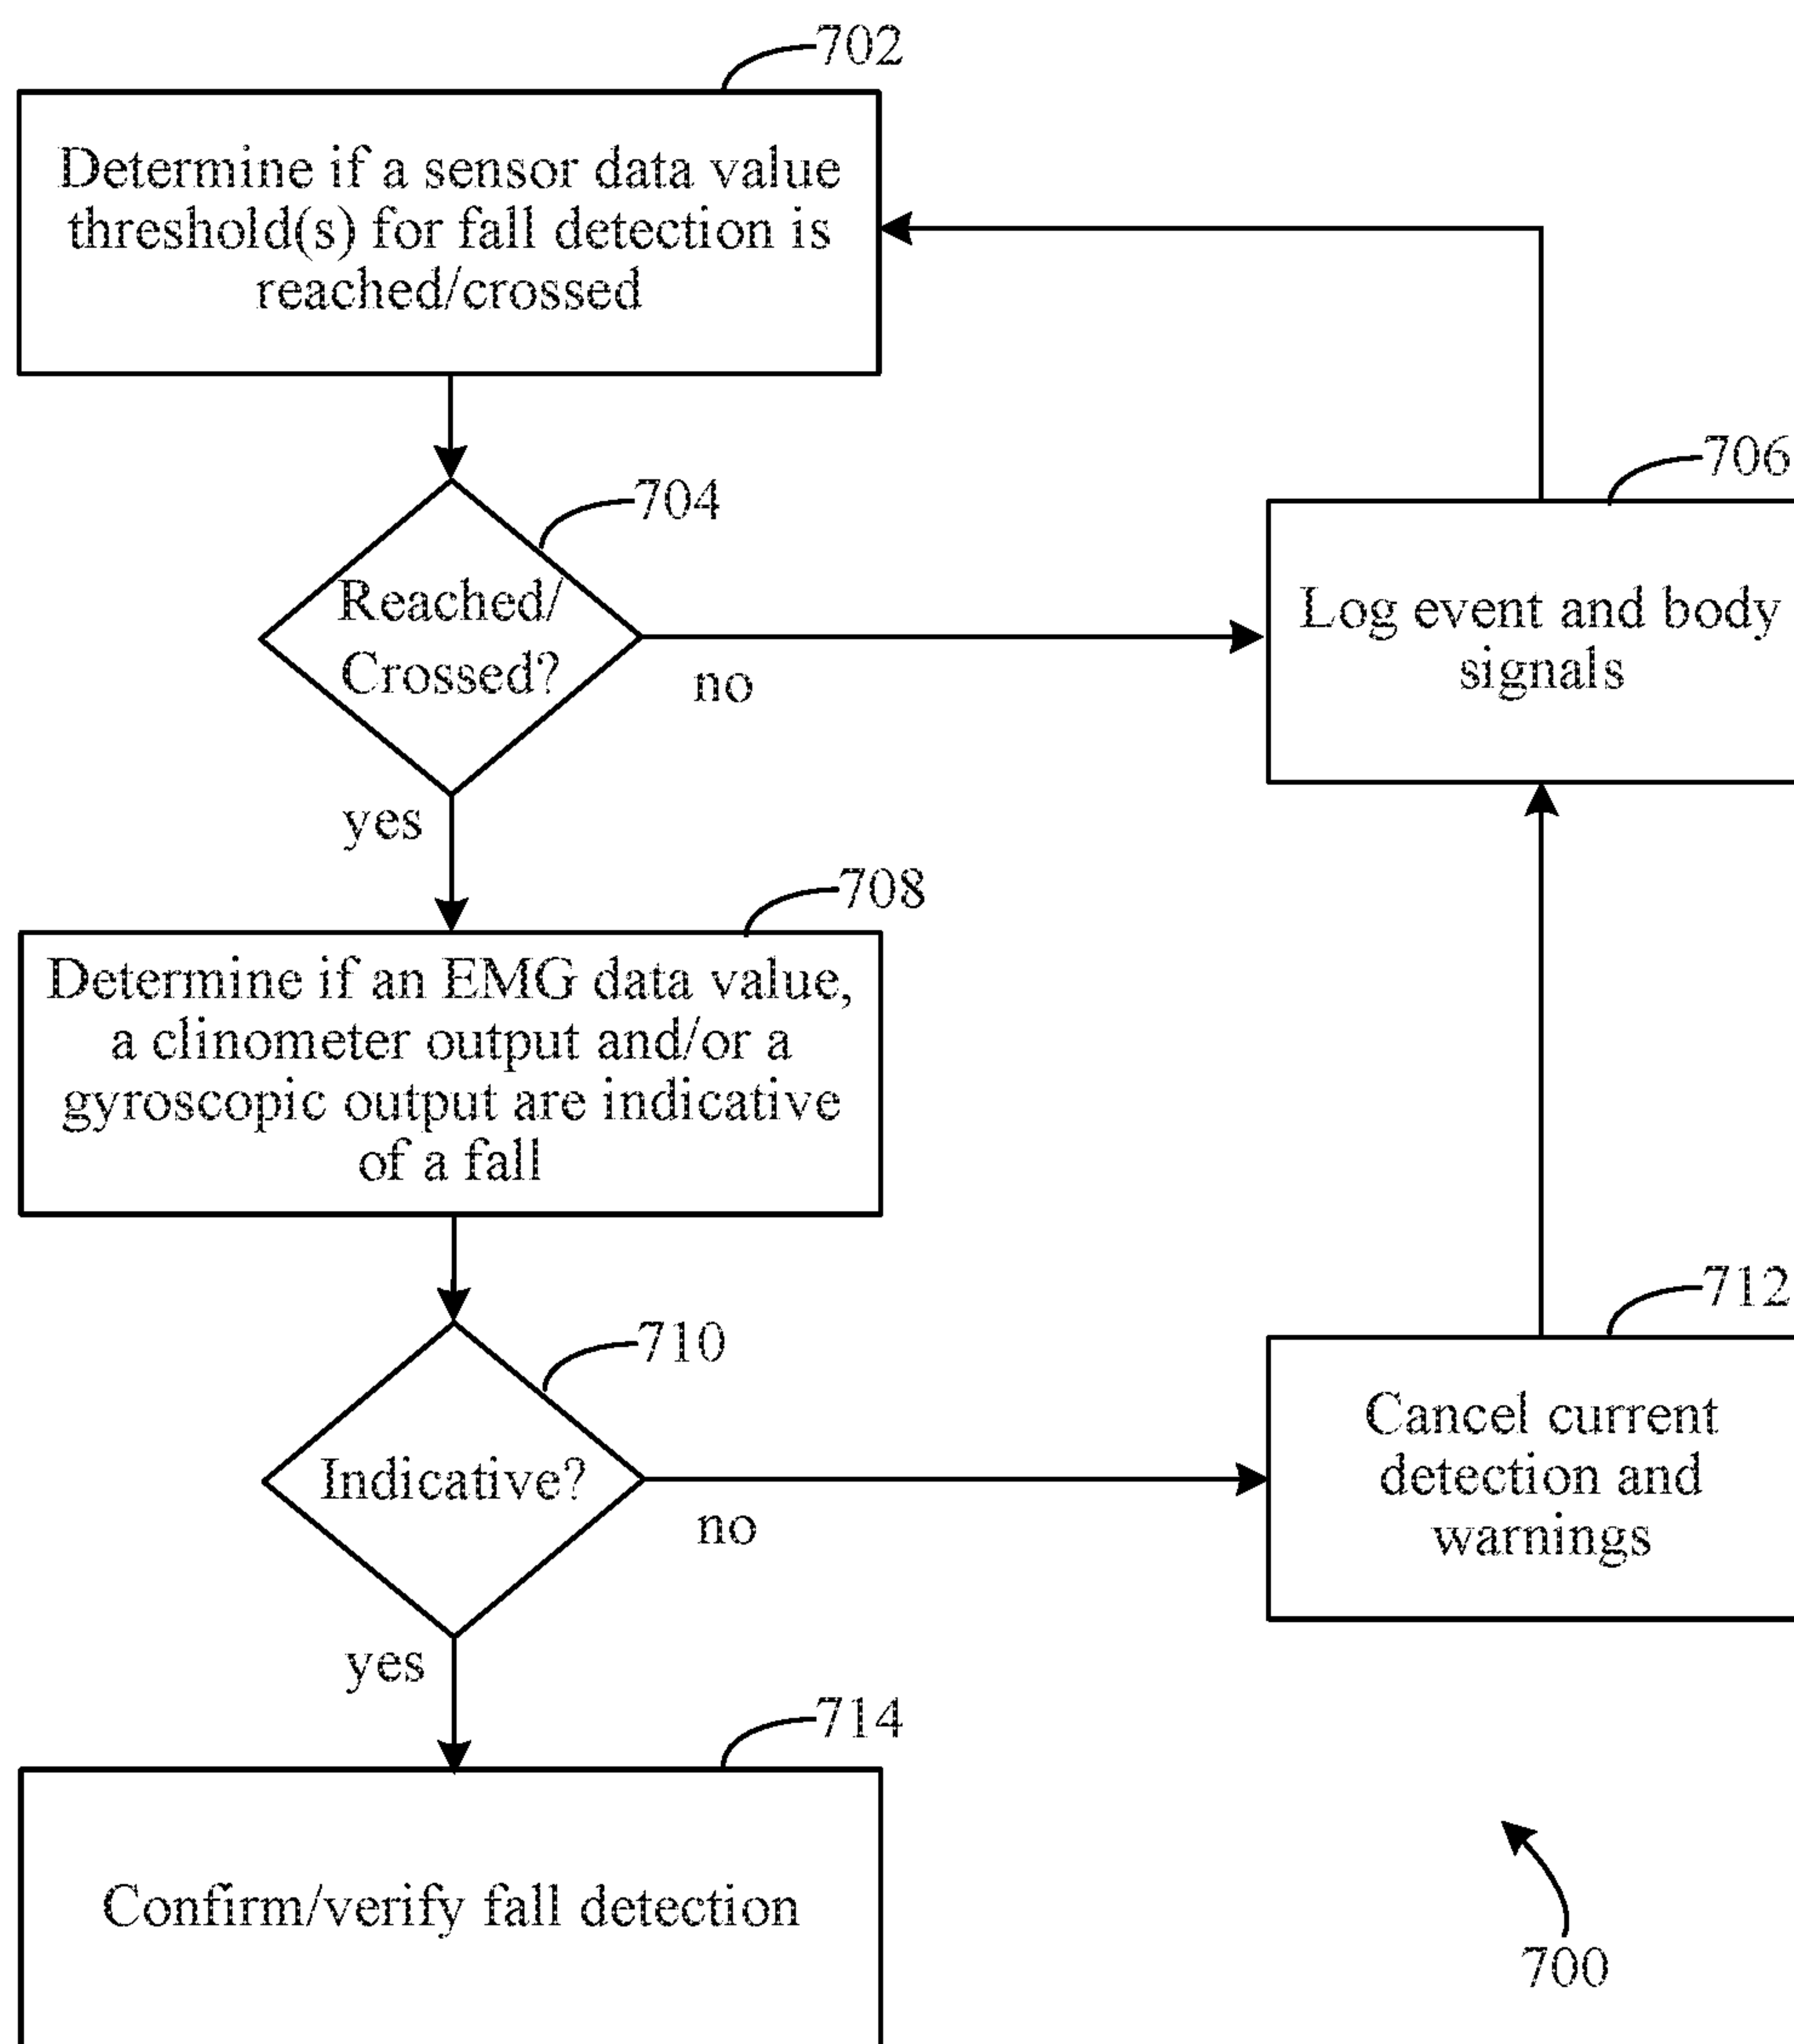 702
Determine if a sensor data value
threshold(s) for fall detection is
reached/crossed
704
Reached/
Crossed?
no
yes
706
Log event and body
signals
708
Determine if an EMG data value,
a clinometer output and/or a
gyroscopic output are indicative
of a fall
710
Indicative?
no
yes
712
Cancel current
detection and
warnings
714
Confirm/verify fall detection
700